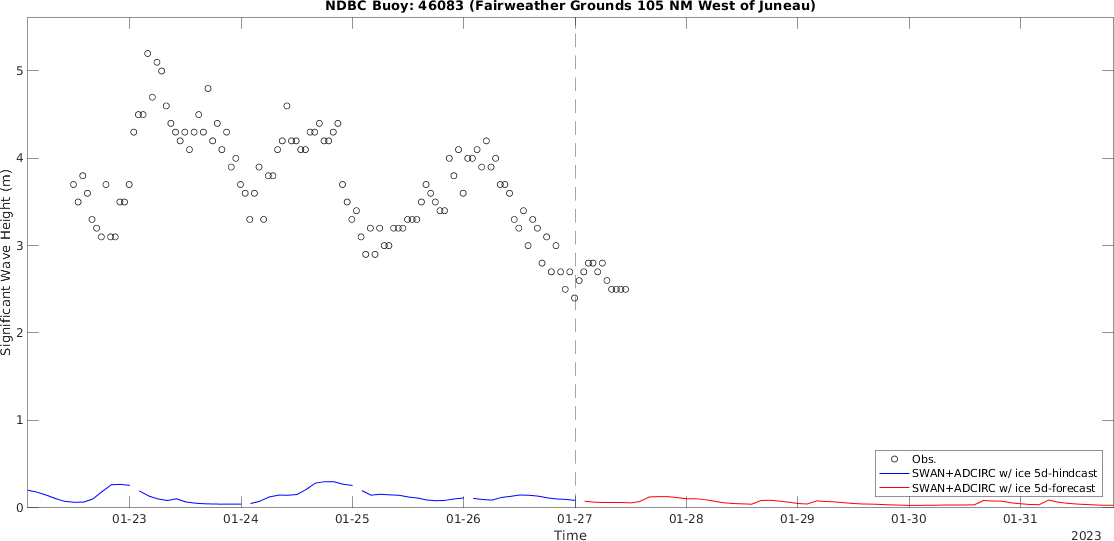 NDBC Buoy: 46083 (Fairweather Grounds 105 NM West of Juneau)
Significant Wave Height (m)
5
4
3
2
1
0
Obs.
SWAN+ADCIRC w/ ice 5d-hindcast
SWAN+ADCIRC w/ ice 5d-forecast
01-23 01-24 01-25 01-26 01-27 01-28 01-29 01-30 01-31
Time
2023